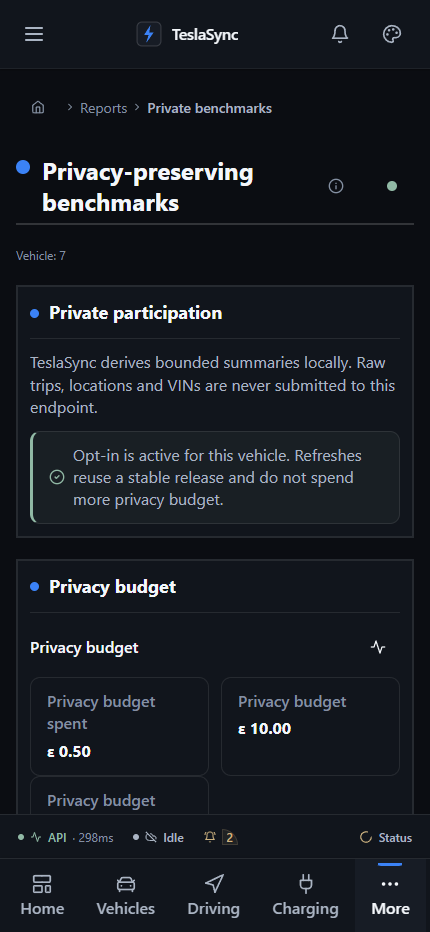 TeslaSync
Reports
Private benchmarks
Privacy-preserving
benchmarks
Vehicle: 7
Private participation
TeslaSync derives bounded summaries locally. Raw
trips, locations and VINs are never submitted to this
endpoint.
Opt-in is active for this vehicle. Refreshes
reuse a stable release and do not spend
more privacy budget.
Privacy budget
Privacy budget
Privacy budget
spent
ε 0.50
Privacy budget
ε 10.00
Privacy budget
API · 298ms
Idle
2
Status
Home
Vehicles
Driving
Charging
More